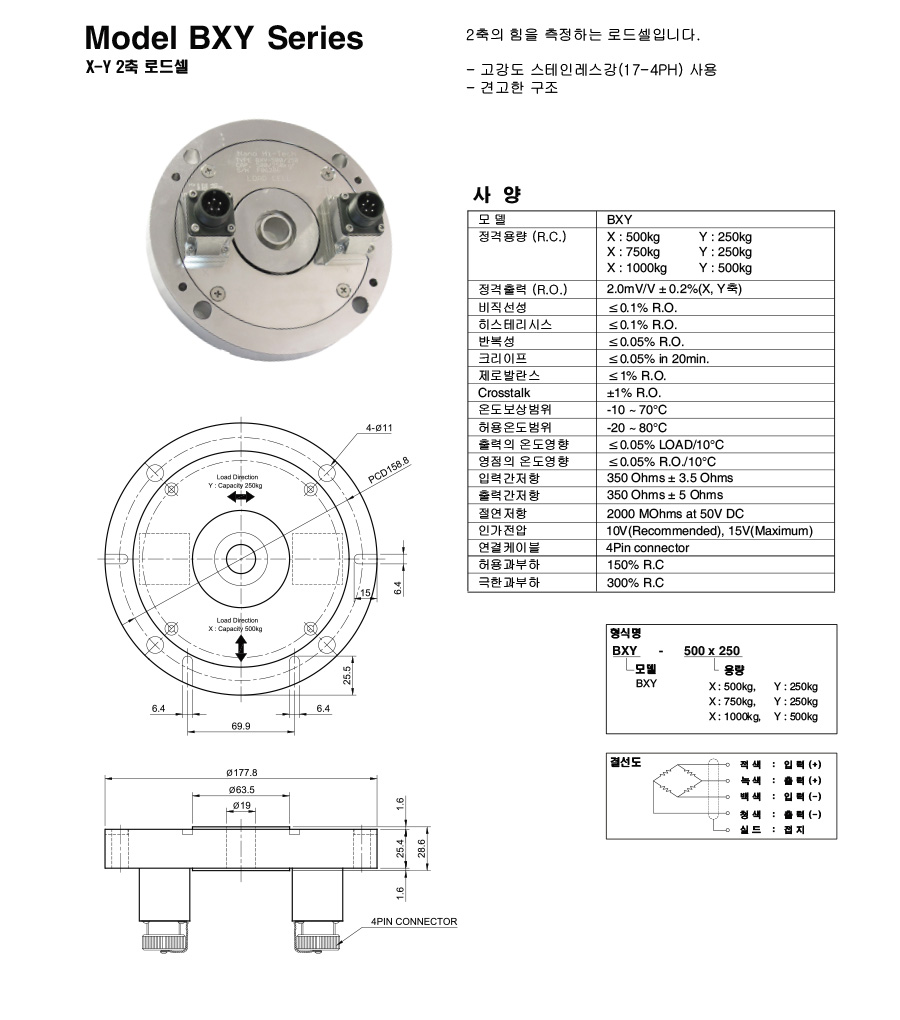 Model BXY Series
X-Y 2축 로드셀
2축의 힘을 측정하는 로드셀입니다.
- 고강도 스테인레스강(17-4PH) 사용
- 견고한 구조
사 양
모 델 BXY
정격용량 (R.C.) X : 500kg Y : 250kg
X : 750kg Y : 250kg
X : 1000kg Y : 500kg
정격출력 (R.O.) 2.0mV/V ± 0.2%(X, Y축)
비직선성 ≤0.1% R.O.
히스테리시스 ≤0.1% R.O.
반복성 ≤0.05% R.O.
크리이프 ≤0.05% in 20min.
제로발란스 ≤1% R.O.
Crosstalk ±1% R.O.
온도보상범위 -10 ~ 70°C
허용온도범위 -20 ~ 80°C
출력의 온도영향 ≤0.05% LOAD/10°C
영점의 온도영향 ≤0.05% R.O./10°C
입력간저항 350 Ohms ± 3.5 Ohms
출력간저항 350 Ohms ± 5 Ohms
절연저항 2000 MOhms at 50V DC
인가전압 10V(Recommended), 15V(Maximum)
연결케이블 4Pin connector
허용과부하 150% R.C
극한과부하 300% R.C
4-Ø11
PCD158.8
Load Direction
Y : Capacity 250kg
15
6.4
Load Direction
X : Capacity 500kg
25.5
6.4
6.4
69.9
Ø177.8
Ø63.5
Ø19
1.6
25.4
28.6
1.6
4PIN CONNECTOR
형식명
BXY - 500 x 250
모델 용량
BXY X : 500kg, Y : 250kg
X : 750kg, Y : 250kg
X : 1000kg, Y : 500kg
결선도
적색 : 입력(+)
녹색 : 출력(+)
백색 : 입력(-)
청색 : 출력(-)
실드 : 접지